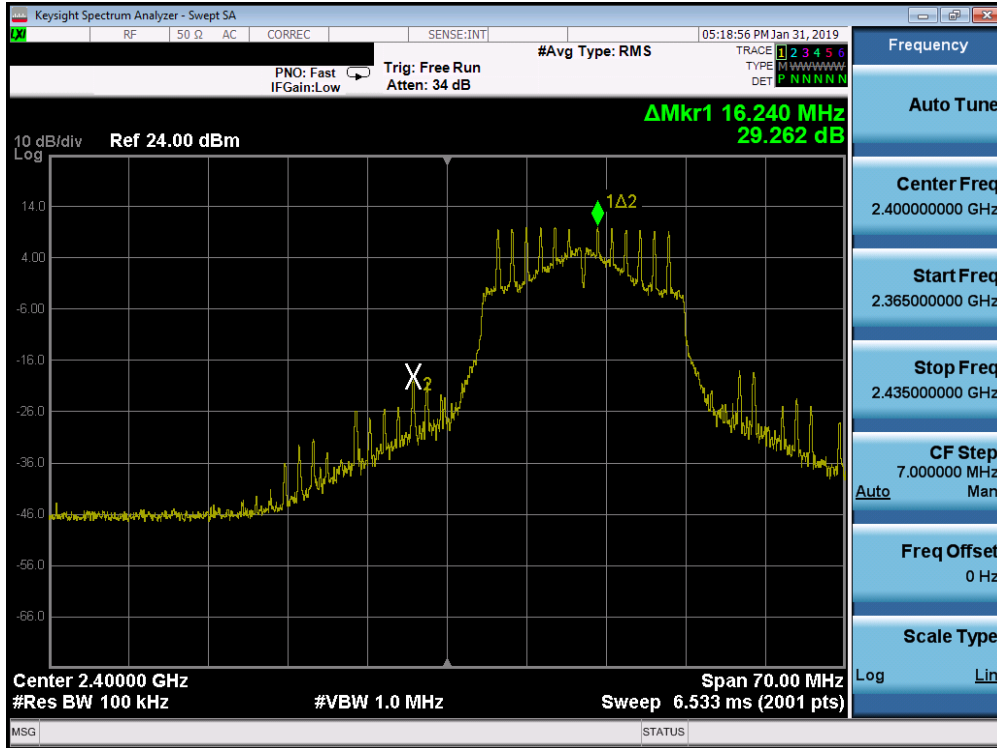 Keysight Spectrum Analyzer - Swept SA
LXI RF 50 Ω AC CORREC SENSE:INT 05:18:56 PM Jan 31, 2019
#Avg Type: RMS TRACE 1 2 3 4 5 6
PNO: Fast Trig: Free Run TYPE M WWWWW
IFGain:Low Atten: 34 dB DET P N N N N N
ΔMkr1 16.240 MHz
10 dB/div Ref 24.00 dBm 29.262 dB
Log
1Δ2
14.0
4.00
-6.00
-16.0
X2
-26.0
-36.0
-46.0
-56.0
-66.0
Center 2.40000 GHz Span 70.00 MHz
#Res BW 100 kHz #VBW 1.0 MHz Sweep 6.533 ms (2001 pts)
MSG STATUS
Frequency
Auto Tune
Center Freq
2.400000000 GHz
Start Freq
2.365000000 GHz
Stop Freq
2.435000000 GHz
CF Step
7.000000 MHz
Auto Man
Freq Offset
0 Hz
Scale Type
Log Lin